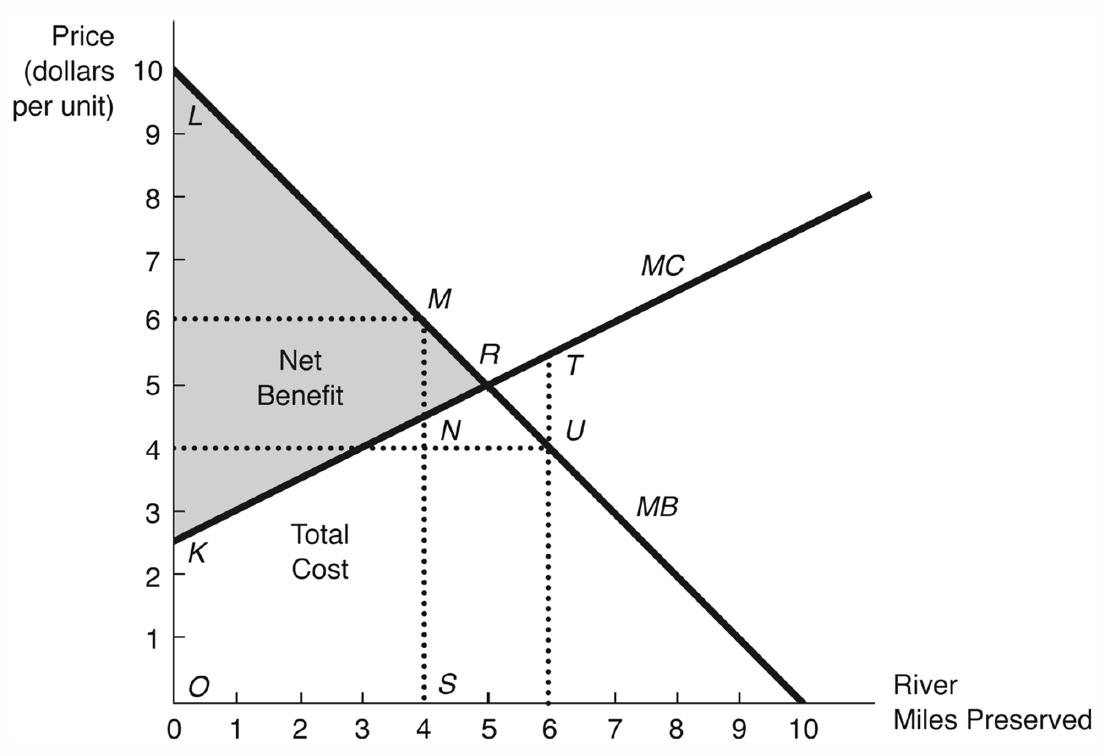 Price
(dollars
per unit)
10
9
8
7
6
5
4
3
2
1
L
M
R
T
N
U
K
O
S
MC
MB
Net
Benefit
Total
Cost
0 1 2 3 4 5 6 7 8 9 10
River
Miles Preserved